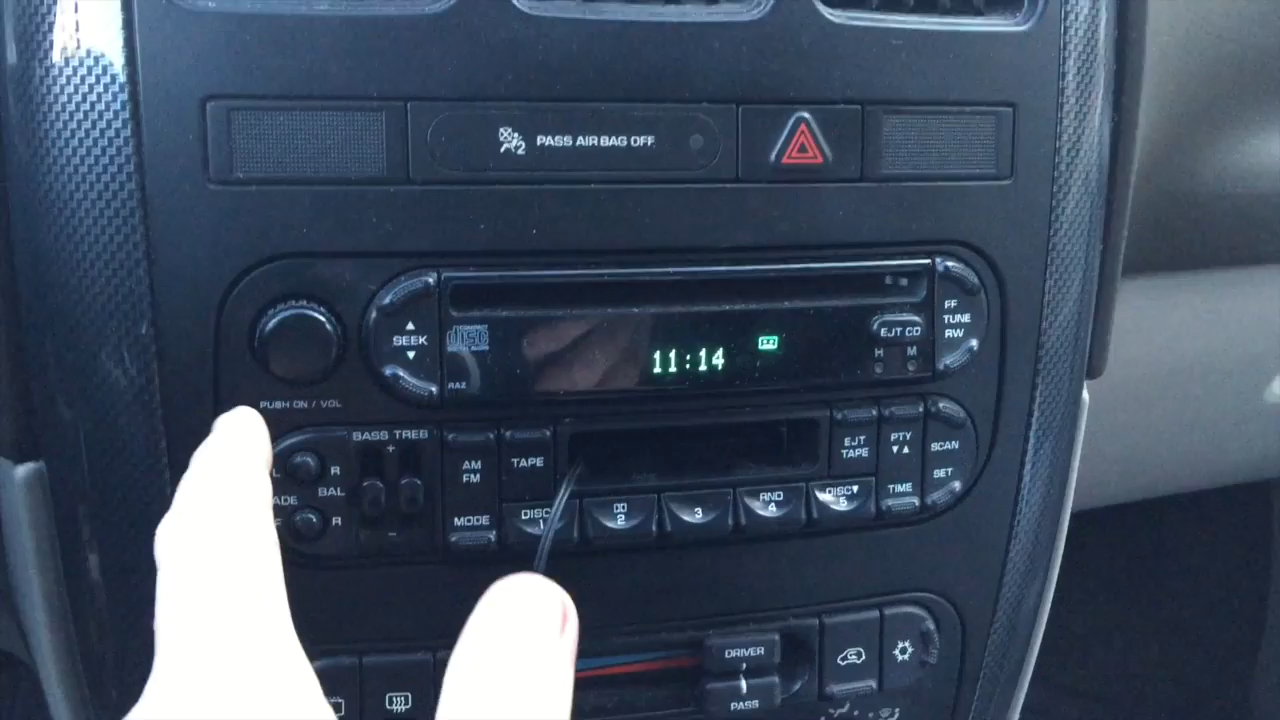 PASS AIR BAG OFF
2
SEEK
COMPACT
disc
DIGITAL AUDIO
RAZ
11:14
EJT CD
H M
FF
TUNE
RW
PUSH ON / VOL
BASS TREB
+
-
R
BAL
R
AM
FM
MODE
TAPE
EJT
TAPE
PTY
TIME
SCAN
SET
DISC
1
2
3
RND
4
DISC
5
DRIVER
PASS